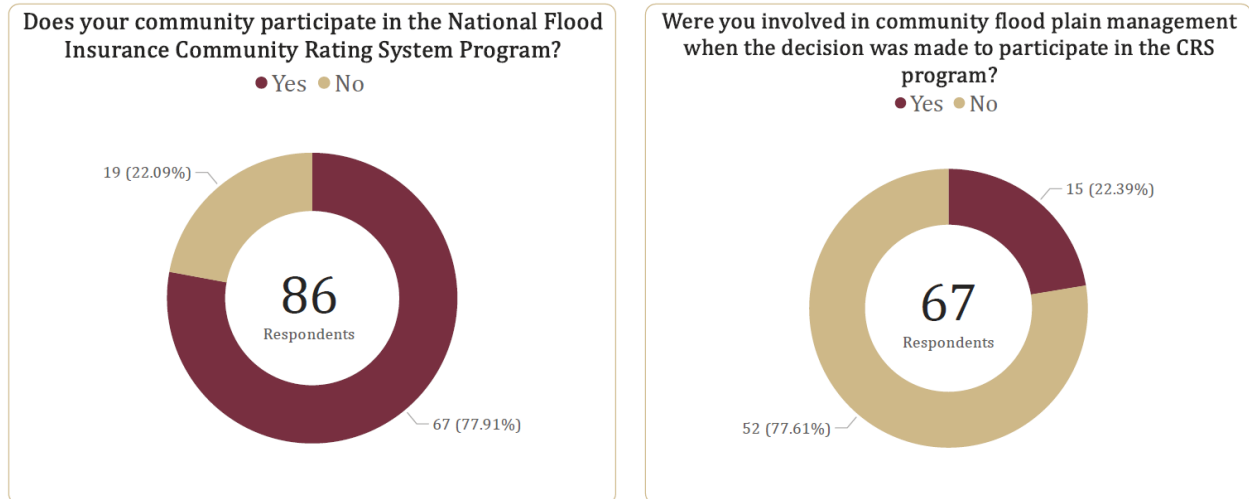 Does your community participate in the National Flood
Insurance Community Rating System Program?
Yes No
19 (22.09%)
86
Respondents
67 (77.91%)
Were you involved in community flood plain management
when the decision was made to participate in the CRS
program?
Yes No
15 (22.39%)
67
Respondents
52 (77.61%)